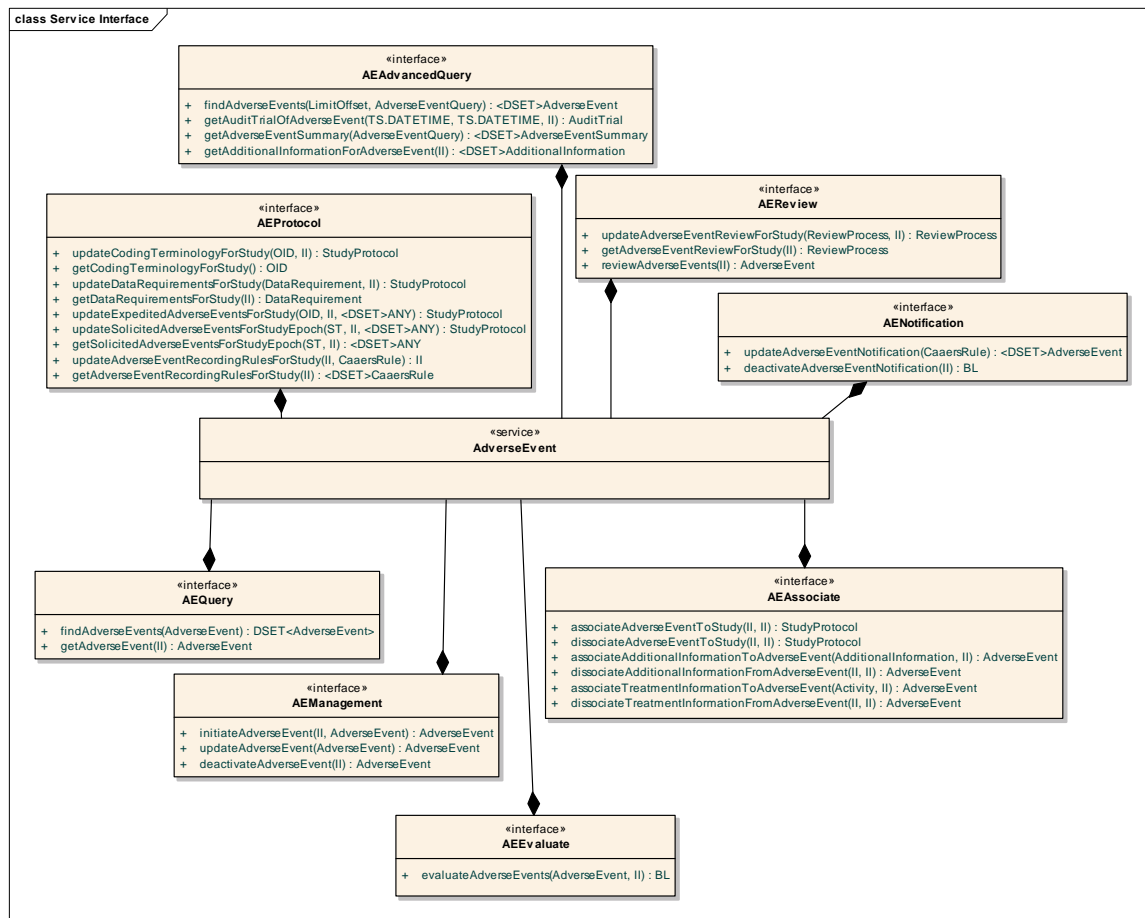 class Service Interface
«interface»
AEAdvancedQuery
+ findAdverseEvents(LimitOffset, AdverseEventQuery) : <DSET>AdverseEvent
+ getAuditTrialOfAdverseEvent(TS.DATETIME, TS.DATETIME, II) : AuditTrial
+ getAdverseEventSummary(AdverseEventQuery) : <DSET>AdverseEventSummary
+ getAdditionalInformationForAdverseEvent(II) : <DSET>AdditionalInformation
«interface»
AEProtocol
+ updateCodingTerminologyForStudy(OID, II) : StudyProtocol
+ getCodingTerminologyForStudy() : OID
+ updateDataRequirementsForStudy(DataRequirement, II) : StudyProtocol
+ getDataRequirementsForStudy(II) : DataRequirement
+ updateExpeditedAdverseEventsForStudy(OID, II, <DSET>ANY) : StudyProtocol
+ updateSolicitedAdverseEventsForStudyEpoch(ST, II, <DSET>ANY) : StudyProtocol
+ getSolicitedAdverseEventsForStudyEpoch(ST, II) : <DSET>ANY
+ updateAdverseEventRecordingRulesForStudy(II, CaaersRule) : II
+ getAdverseEventRecordingRulesForStudy(II) : <DSET>CaaersRule
«interface»
AEReview
+ updateAdverseEventReviewForStudy(ReviewProcess, II) : ReviewProcess
+ getAdverseEventReviewForStudy(II) : ReviewProcess
+ reviewAdverseEvents(II) : AdverseEvent
«interface»
AENotification
+ updateAdverseEventNotification(CaaersRule) : <DSET>AdverseEvent
+ deactivateAdverseEventNotification(II) : BL
«service»
AdverseEvent
«interface»
AEQuery
+ findAdverseEvents(AdverseEvent) : DSET<AdverseEvent>
+ getAdverseEvent(II) : AdverseEvent
«interface»
AEAssociate
+ associateAdverseEventToStudy(II, II) : StudyProtocol
+ dissociateAdverseEventToStudy(II, II) : StudyProtocol
+ associateAdditionalInformationToAdverseEvent(AdditionalInformation, II) : AdverseEvent
+ dissociateAdditionalInformationFromAdverseEvent(II, II) : AdverseEvent
+ associateTreatmentInformationToAdverseEvent(Activity, II) : AdverseEvent
+ dissociateTreatmentInformationFromAdverseEvent(II, II) : AdverseEvent
«interface»
AEManagement
+ initiateAdverseEvent(II, AdverseEvent) : AdverseEvent
+ updateAdverseEvent(AdverseEvent) : AdverseEvent
+ deactivateAdverseEvent(II) : AdverseEvent
«interface»
AEEvaluate
+ evaluateAdverseEvents(AdverseEvent, II) : BL